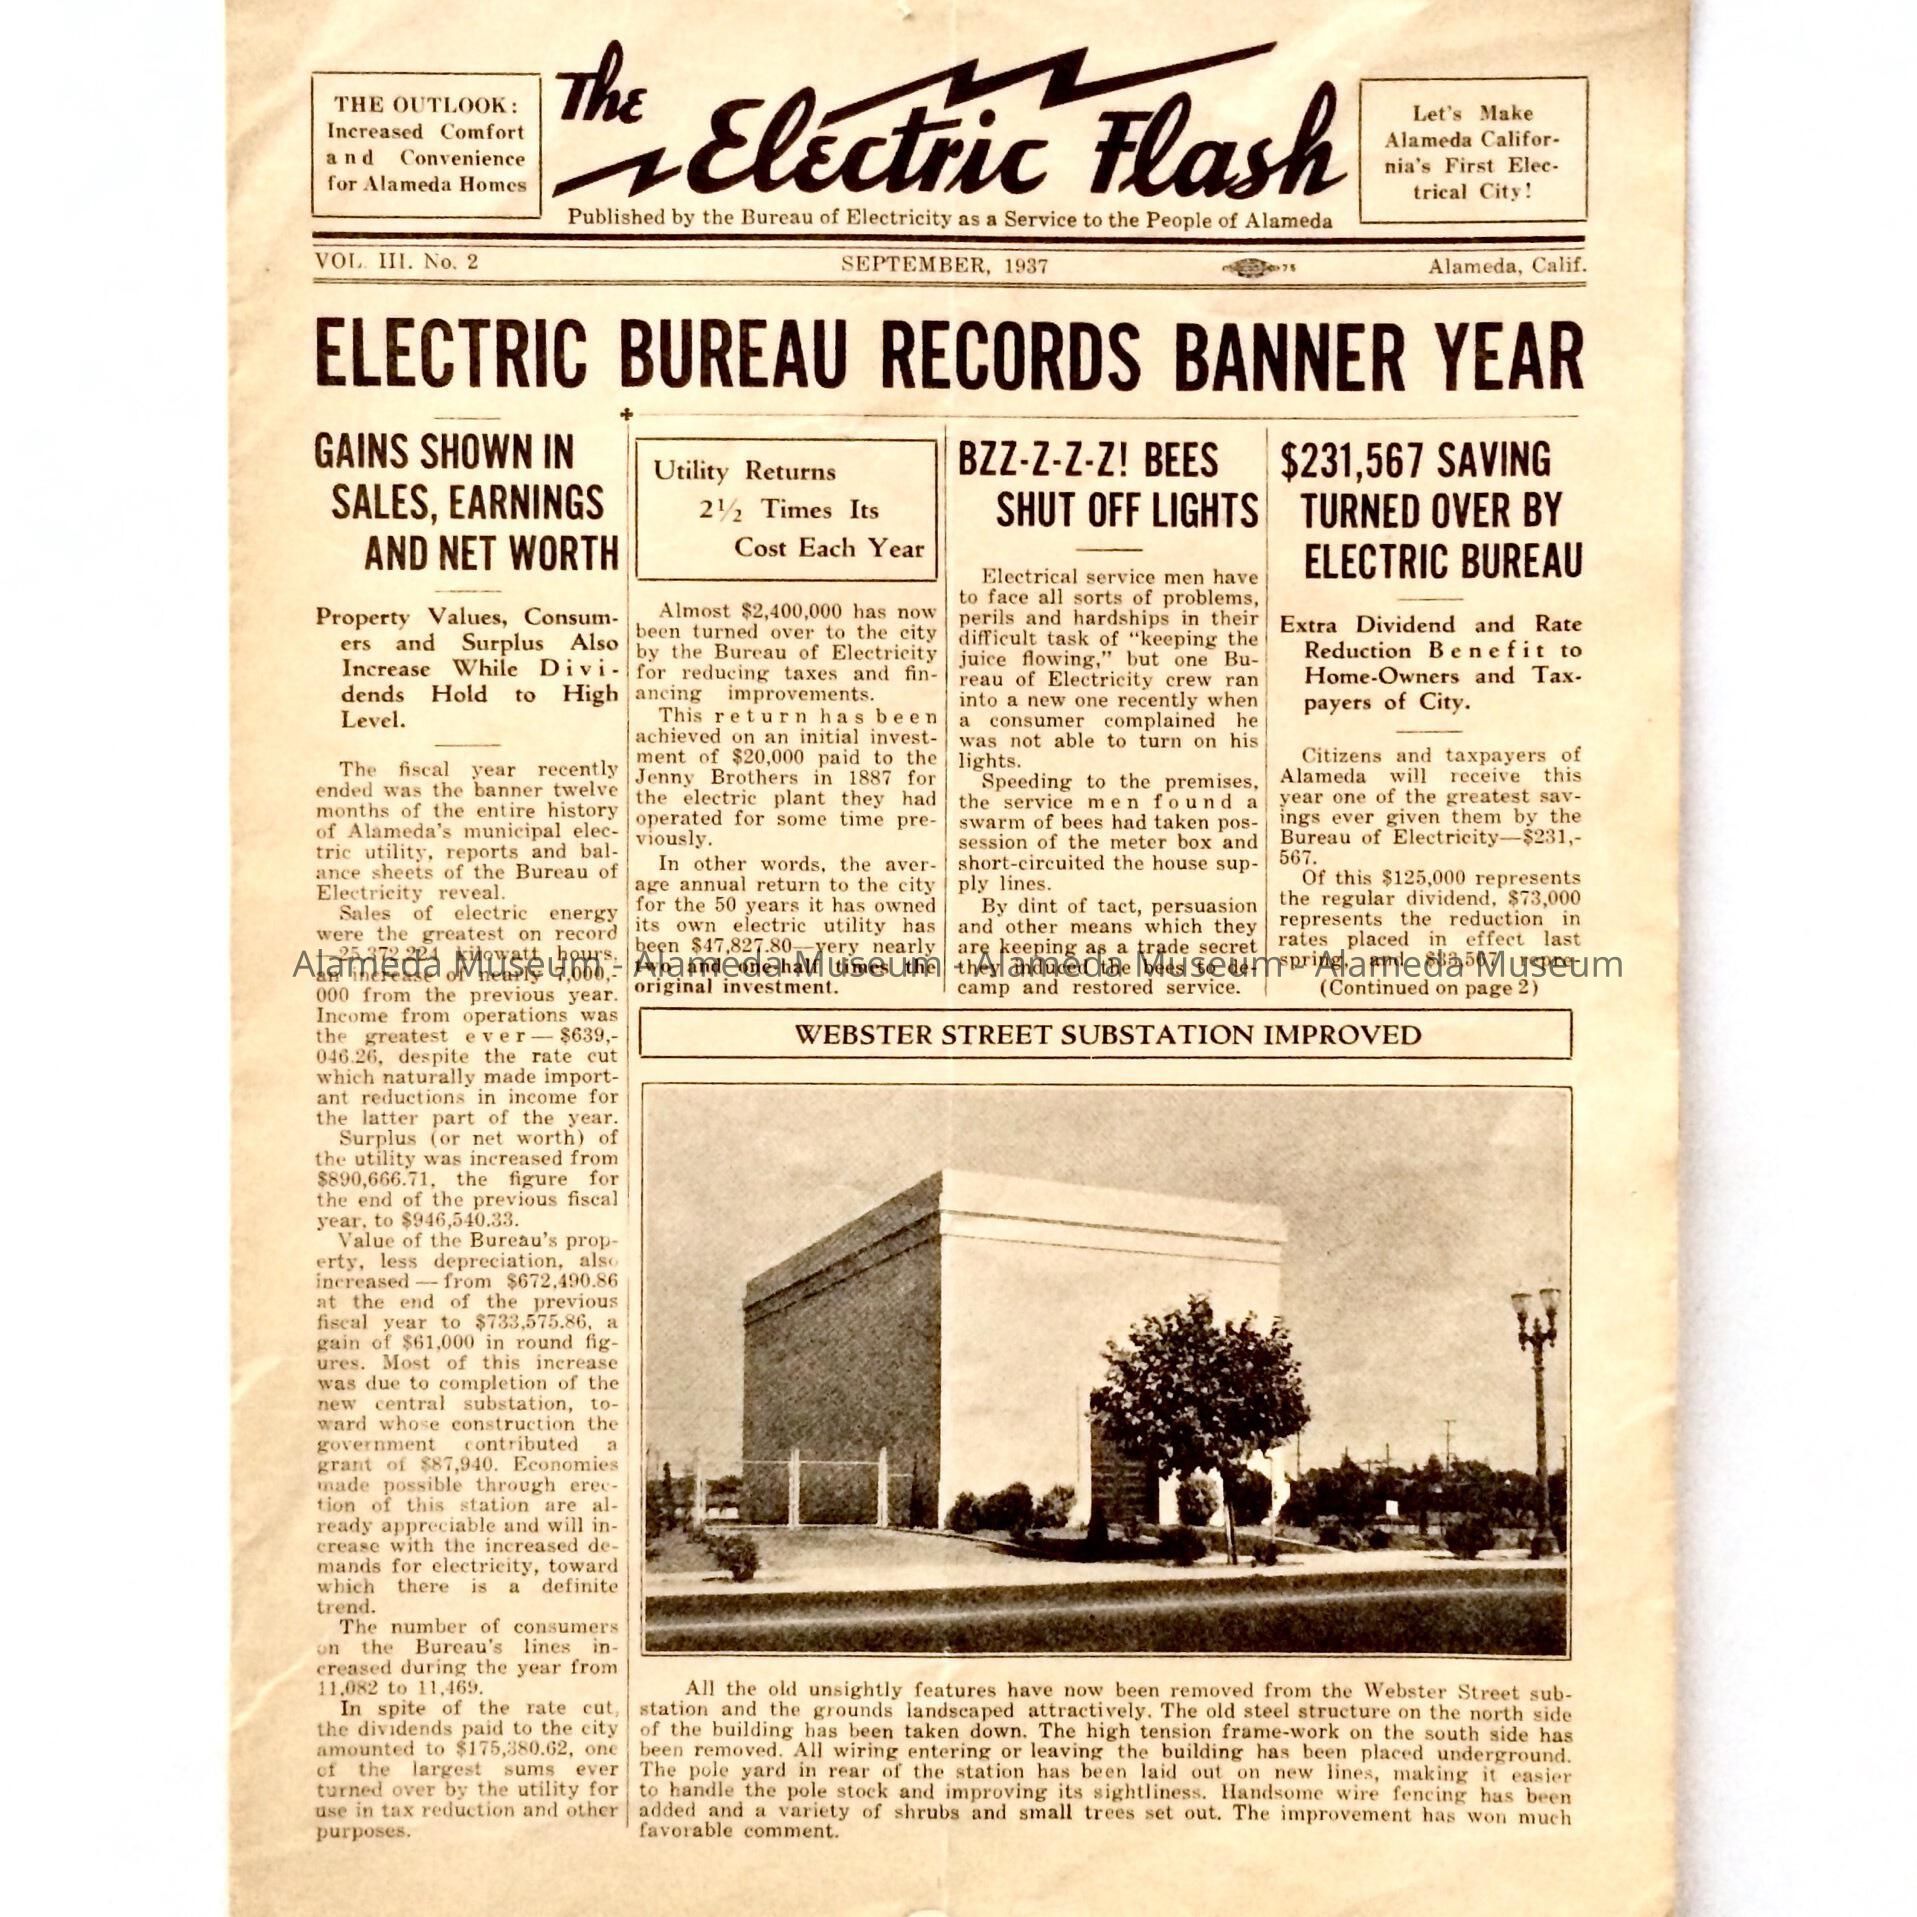 THE OUTLOOK:
Increased Comfort
and Convenience
for Alameda Homes
The
Electric Flash
Published by the Bureau of Electricity as a Service to the People of Alameda
Let's Make
Alameda Califor-
nia's First Elec-
trical City!
VOL. III. No. 2
SEPTEMBER, 1937
Alameda, Calif.
ELECTRIC BUREAU RECORDS BANNER YEAR
GAINS SHOWN IN
SALES, EARNINGS
AND NET WORTH
Property Values, Consum-
ers and Surplus Also
Increase While Divi-
dends Hold to High
Level.
The fiscal year recently
ended was the banner twelve
months of the entire history
of Alameda's municipal elec-
tric utility, reports and bal-
ance sheets of the Bureau of
Electricity reveal.
Sales of electric energy
were the greatest on record
kilowatt hours,
an increase of nearly 1,000,-
000 from the previous year.
Income from operations was
the greatest ever—$639,-
046.26, despite the rate cut
which naturally made import-
ant reductions in income for
the latter part of the year.
Surplus (or net worth) of
the utility was increased from
$890,666.71, the figure for
the end of the previous fiscal
year, to $946,540.33.
Value of the Bureau's prop-
erty, less depreciation, also
increased—from $672,490.86
at the end of the previous
fiscal year to $733,575.86, a
gain of $61,000 in round fig-
ures. Most of this increase
was due to completion of the
new central substation, to-
ward whose construction the
government contributed a
grant of $87,940. Economies
made possible through erec-
tion of this station are al-
ready appreciable and will in-
crease with the increased de-
mands for electricity, toward
which there is a definite
trend.
The number of consumers
on the Bureau's lines in-
creased during the year from
11,082 to 11,469.
In spite of the rate cut,
the dividends paid to the city
amounted to $175,380.62, one
of the largest sums ever
turned over by the utility for
use in tax reduction and other
purposes.
Utility Returns
2½ Times Its
Cost Each Year
Almost $2,400,000 has now
been turned over to the city
by the Bureau of Electricity
for reducing taxes and fin-
ancing improvements.
This return has been
achieved on an initial invest-
ment of $20,000 paid to the
Jenny Brothers in 1887 for
the electric plant they had
operated for some time pre-
viously.
In other words, the aver-
age annual return to the city
for the 50 years it has owned
its own electric utility has
been $47,827.80—very nearly
two and one-half times the
original investment.
BZZ-Z-Z-Z! BEES
SHUT OFF LIGHTS
Electrical service men have
to face all sorts of problems,
perils and hardships in their
difficult task of "keeping the
juice flowing," but one Bu-
reau of Electricity crew ran
into a new one recently when
a consumer complained he
was not able to turn on his
lights.
Speeding to the premises,
the service men found a
swarm of bees had taken pos-
session of the meter box and
short-circuited the house sup-
ply lines.
By dint of tact, persuasion
and other means which they
are keeping as a trade secret
they induced the bees to de-
camp and restored service.
$231,567 SAVING
TURNED OVER BY
ELECTRIC BUREAU
Extra Dividend and Rate
Reduction Benefit to
Home-Owners and Tax-
payers of City.
Citizens and taxpayers of
Alameda will receive this
year one of the greatest sav-
ings ever given them by the
Bureau of Electricity—$231,-
567.
Of this $125,000 represents
the regular dividend, $73,000
represents the reduction in
rates placed in effect last
spring and $33,567 repre-
(Continued on page 2)
Alameda Museum - Alameda Museum - Alameda Museum - Alameda Museum
WEBSTER STREET SUBSTATION IMPROVED
All the old unsightly features have now been removed from the Webster Street sub-
station and the grounds landscaped attractively. The old steel structure on the north side
of the building has been taken down. The high tension frame-work on the south side has
been removed. All wiring entering or leaving the building has been placed underground.
The pole yard in rear of the station has been laid out on new lines, making it easier
to handle the pole stock and improving its sightliness. Handsome wire fencing has been
added and a variety of shrubs and small trees set out. The improvement has won much
favorable comment.